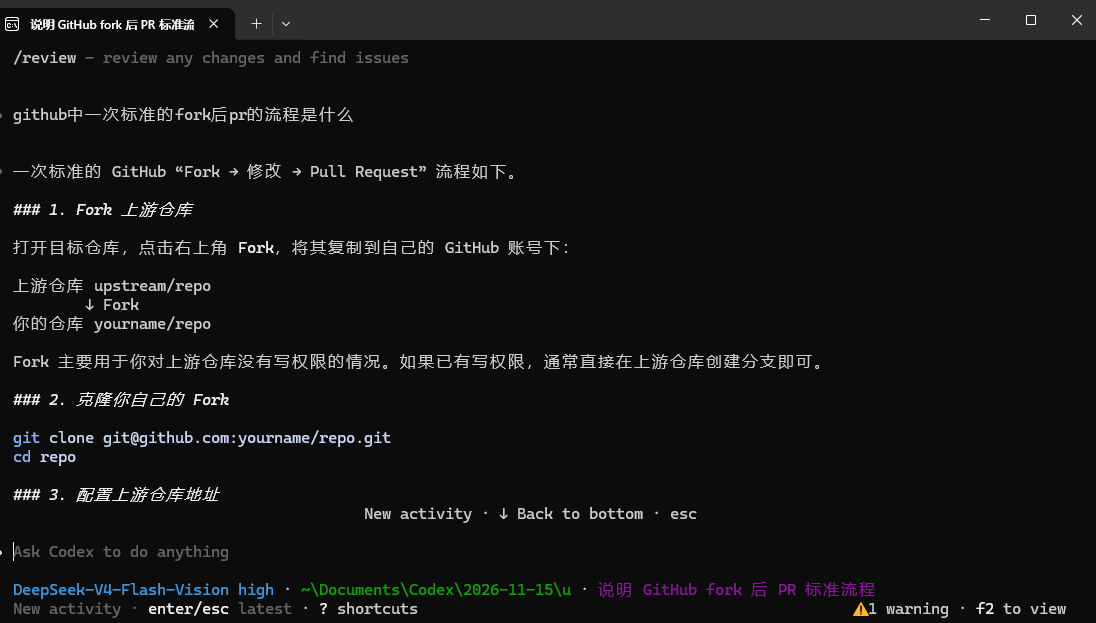 说明 GitHub fork 后 PR 标准流
/review - review any changes and find issues
github中一次标准的fork后pr的流程是什么
一次标准的 GitHub “Fork → 修改 → Pull Request” 流程如下。
### 1. Fork 上游仓库
打开目标仓库，点击右上角 Fork，将其复制到自己的 GitHub 账号下：
上游仓库 upstream/repo
↓ Fork
你的仓库 yourname/repo
Fork 主要用于你对上游仓库没有写权限的情况。如果已有写权限，通常直接在上游仓库创建分支即可。
### 2. 克隆你自己的 Fork
git clone git@github.com:yourname/repo.git
cd repo
### 3. 配置上游仓库地址
New activity · ↓ Back to bottom · esc
Ask Codex to do anything
DeepSeek-V4-Flash-Vision high · ~\Documents\Codex\2026-11-15\u · 说明 GitHub fork 后 PR 标准流程
New activity · enter/esc latest · ? shortcuts ⚠1 warning · f2 to view